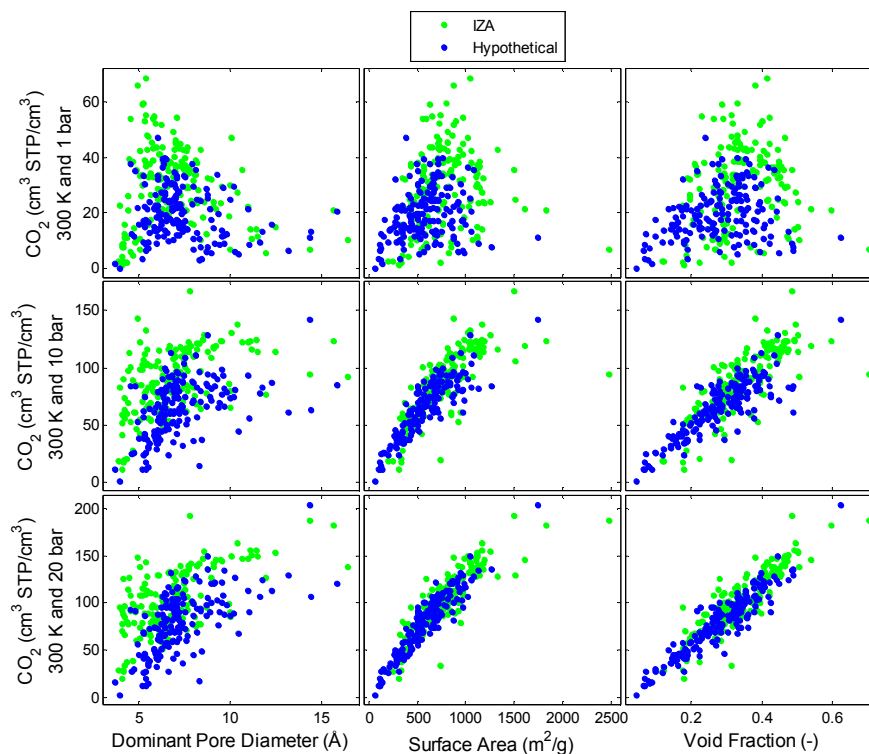 IZA
Hypothetical
CO2 (cm3 STP/cm3)
300 K and 1 bar
60
40
20
0
CO2 (cm3 STP/cm3)
300 K and 10 bar
150
100
50
0
CO2 (cm3 STP/cm3)
300 K and 20 bar
200
150
100
50
0
5 10 15
0 500 1000 1500 2000 2500
0.2 0.4 0.6
Dominant Pore Diameter (Å)
Surface Area (m2/g)
Void Fraction (-)